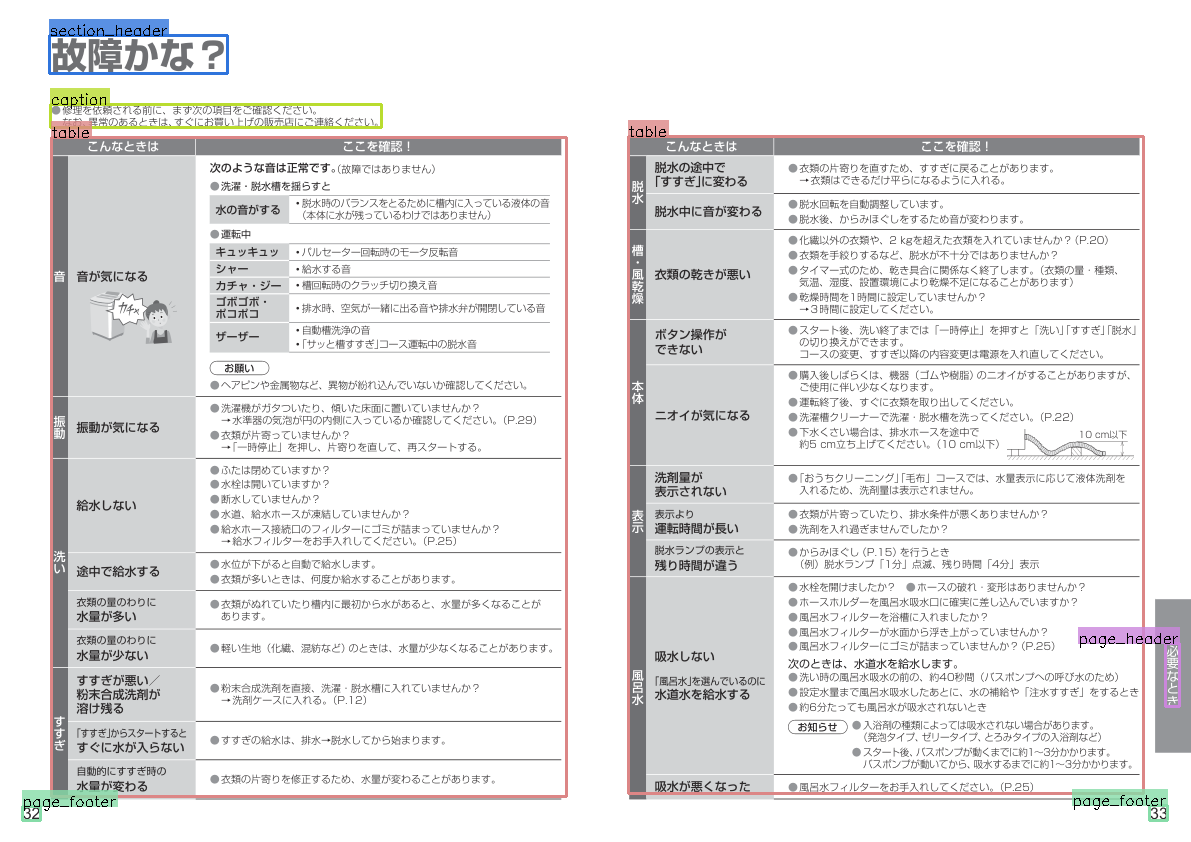 section_header
故障かな？
caption
●修理を依頼される前に、まず次の項目をご確認ください。
なお、異常のあるときは、すぐにお買い上げの販売店にご連絡ください。
table
こんなときは
ここを確認！
音
音が気になる
ガチャ
次のような音は正常です。（故障ではありません）
●洗濯・脱水槽を揺らすと
水の音がする
・脱水時のバランスをとるために槽内に入っている液体の音
（本体に水が残っているわけではありません）
●運転中
キュッキュッ
・パルセーター回転時のモータ反転音
シャー
・給水する音
カチャ・ジー
・槽回転時のクラッチ切り換え音
ゴボゴボ・
ポコポコ
・排水時、空気が一緒に出る音や排水弁が開閉している音
ザーザー
・自動槽洗浄の音
・「サッと槽すすぎ」コース運転中の脱水音
お願い
●ヘアピンや金属物など、異物が紛れ込んでいないか確認してください。
振動
振動が気になる
●洗濯機がガタついたり、傾いた床面に置いていませんか？
→水準器の気泡が円の内側に入っているか確認してください。（P.29）
●衣類が片寄っていませんか？
→「一時停止」を押し、片寄りを直して、再スタートする。
洗い
給水しない
●ふたは閉めていますか？
●水栓は開いていますか？
●断水していませんか？
●水道、給水ホースが凍結していませんか？
●給水ホース接続口のフィルターにゴミが詰まっていませんか？
→給水フィルターをお手入れしてください。（P.25）
途中で給水する
●水位が下がると自動で給水します。
●衣類が多いときは、何度か給水することがあります。
衣類の量のわりに
水量が多い
●衣類がぬれていたり槽内に最初から水があると、水量が多くなることが
あります。
衣類の量のわりに
水量が少ない
●軽い生地（化繊、混紡など）のときは、水量が少なくなることがあります。
すすぎ
すすぎが悪い／
粉末合成洗剤が
溶け残る
●粉末合成洗剤を直接、洗濯・脱水槽に入れていませんか？
→洗剤ケースに入れる。（P.12）
「すすぎ」からスタートすると
すぐに水が入らない
●すすぎの給水は、排水→脱水してから始まります。
自動的にすすぎ時の
水量が変わる
●衣類の片寄りを修正するため、水量が変わることがあります。
page_footer
32
table
こんなときは
ここを確認！
脱水
脱水の途中で
「すすぎ」に変わる
●衣類の片寄りを直すため、すすぎに戻ることがあります。
→衣類はできるだけ平らになるように入れる。
脱水中に音が変わる
●脱水回転を自動調整しています。
●脱水後、からみほぐしをするため音が変わります。
槽・風乾燥
衣類の乾きが悪い
●化繊以外の衣類や、2 kgを超えた衣類を入れていませんか？（P.20）
●衣類を手絞りするなど、脱水が不十分ではありませんか？
●タイマー式のため、乾き具合に関係なく終了します。（衣類の量・種類、
気温、湿度、設置環境により乾燥不足になることがあります）
●乾燥時間を1時間に設定していませんか？
→3時間に設定してください。
本体
ボタン操作が
できない
●スタート後、洗い終了までは「一時停止」を押すと「洗い」「すすぎ」「脱水」
の切り換えができます。
コースの変更、すすぎ以降の内容変更は電源を入れ直してください。
ニオイが気になる
●購入後しばらくは、機器（ゴムや樹脂）のニオイがすることがありますが、
ご使用に伴い少なくなります。
●運転終了後、すぐに衣類を取り出してください。
●洗濯槽クリーナーで洗濯・脱水槽を洗ってください。（P.22）
●下水くさい場合は、排水ホースを途中で
約5 cm立ち上げてください。（10 cm以下）
10 cm以下
表示
洗剤量が
表示されない
●「おうちクリーニング」「毛布」コースでは、水量表示に応じて液体洗剤を
入れるため、洗剤量は表示されません。
表示より
運転時間が長い
●衣類が片寄っていたり、排水条件が悪くありませんか？
●洗剤を入れ過ぎませんでしたか？
脱水ランプの表示と
残り時間が違う
●からみほぐし（P.15）を行うとき
（例）脱水ランプ「1分」点滅、残り時間「4分」表示
風呂水
吸水しない
「風呂水」を選んでいるのに
水道水を給水する
●水栓を開けましたか？ ●ホースの破れ・変形はありませんか？
●ホースホルダーを風呂水吸水口に確実に差し込んでいますか？
●風呂水フィルターを浴槽に入れましたか？
●風呂水フィルターが水面から浮き上がっていませんか？
●風呂水フィルターにゴミが詰まっていませんか？（P.25）
次のときは、水道水を給水します。
●洗い時の風呂水吸水の前の、約40秒間（バスポンプへの呼び水のため）
●設定水量まで風呂水吸水したあとに、水の補給や「注水すすぎ」をするとき
●約6分たっても風呂水が吸水されないとき
お知らせ
●入浴剤の種類によっては吸水されない場合があります。
（発泡タイプ、ゼリータイプ、とろみタイプの入浴剤など）
●スタート後、バスポンプが動くまでに約1～3分かかります。
バスポンプが動いてから、吸水するまでに約1～3分かかります。
吸水が悪くなった
●風呂水フィルターをお手入れしてください。（P.25）
page_header
必要なとき
page_footer
33